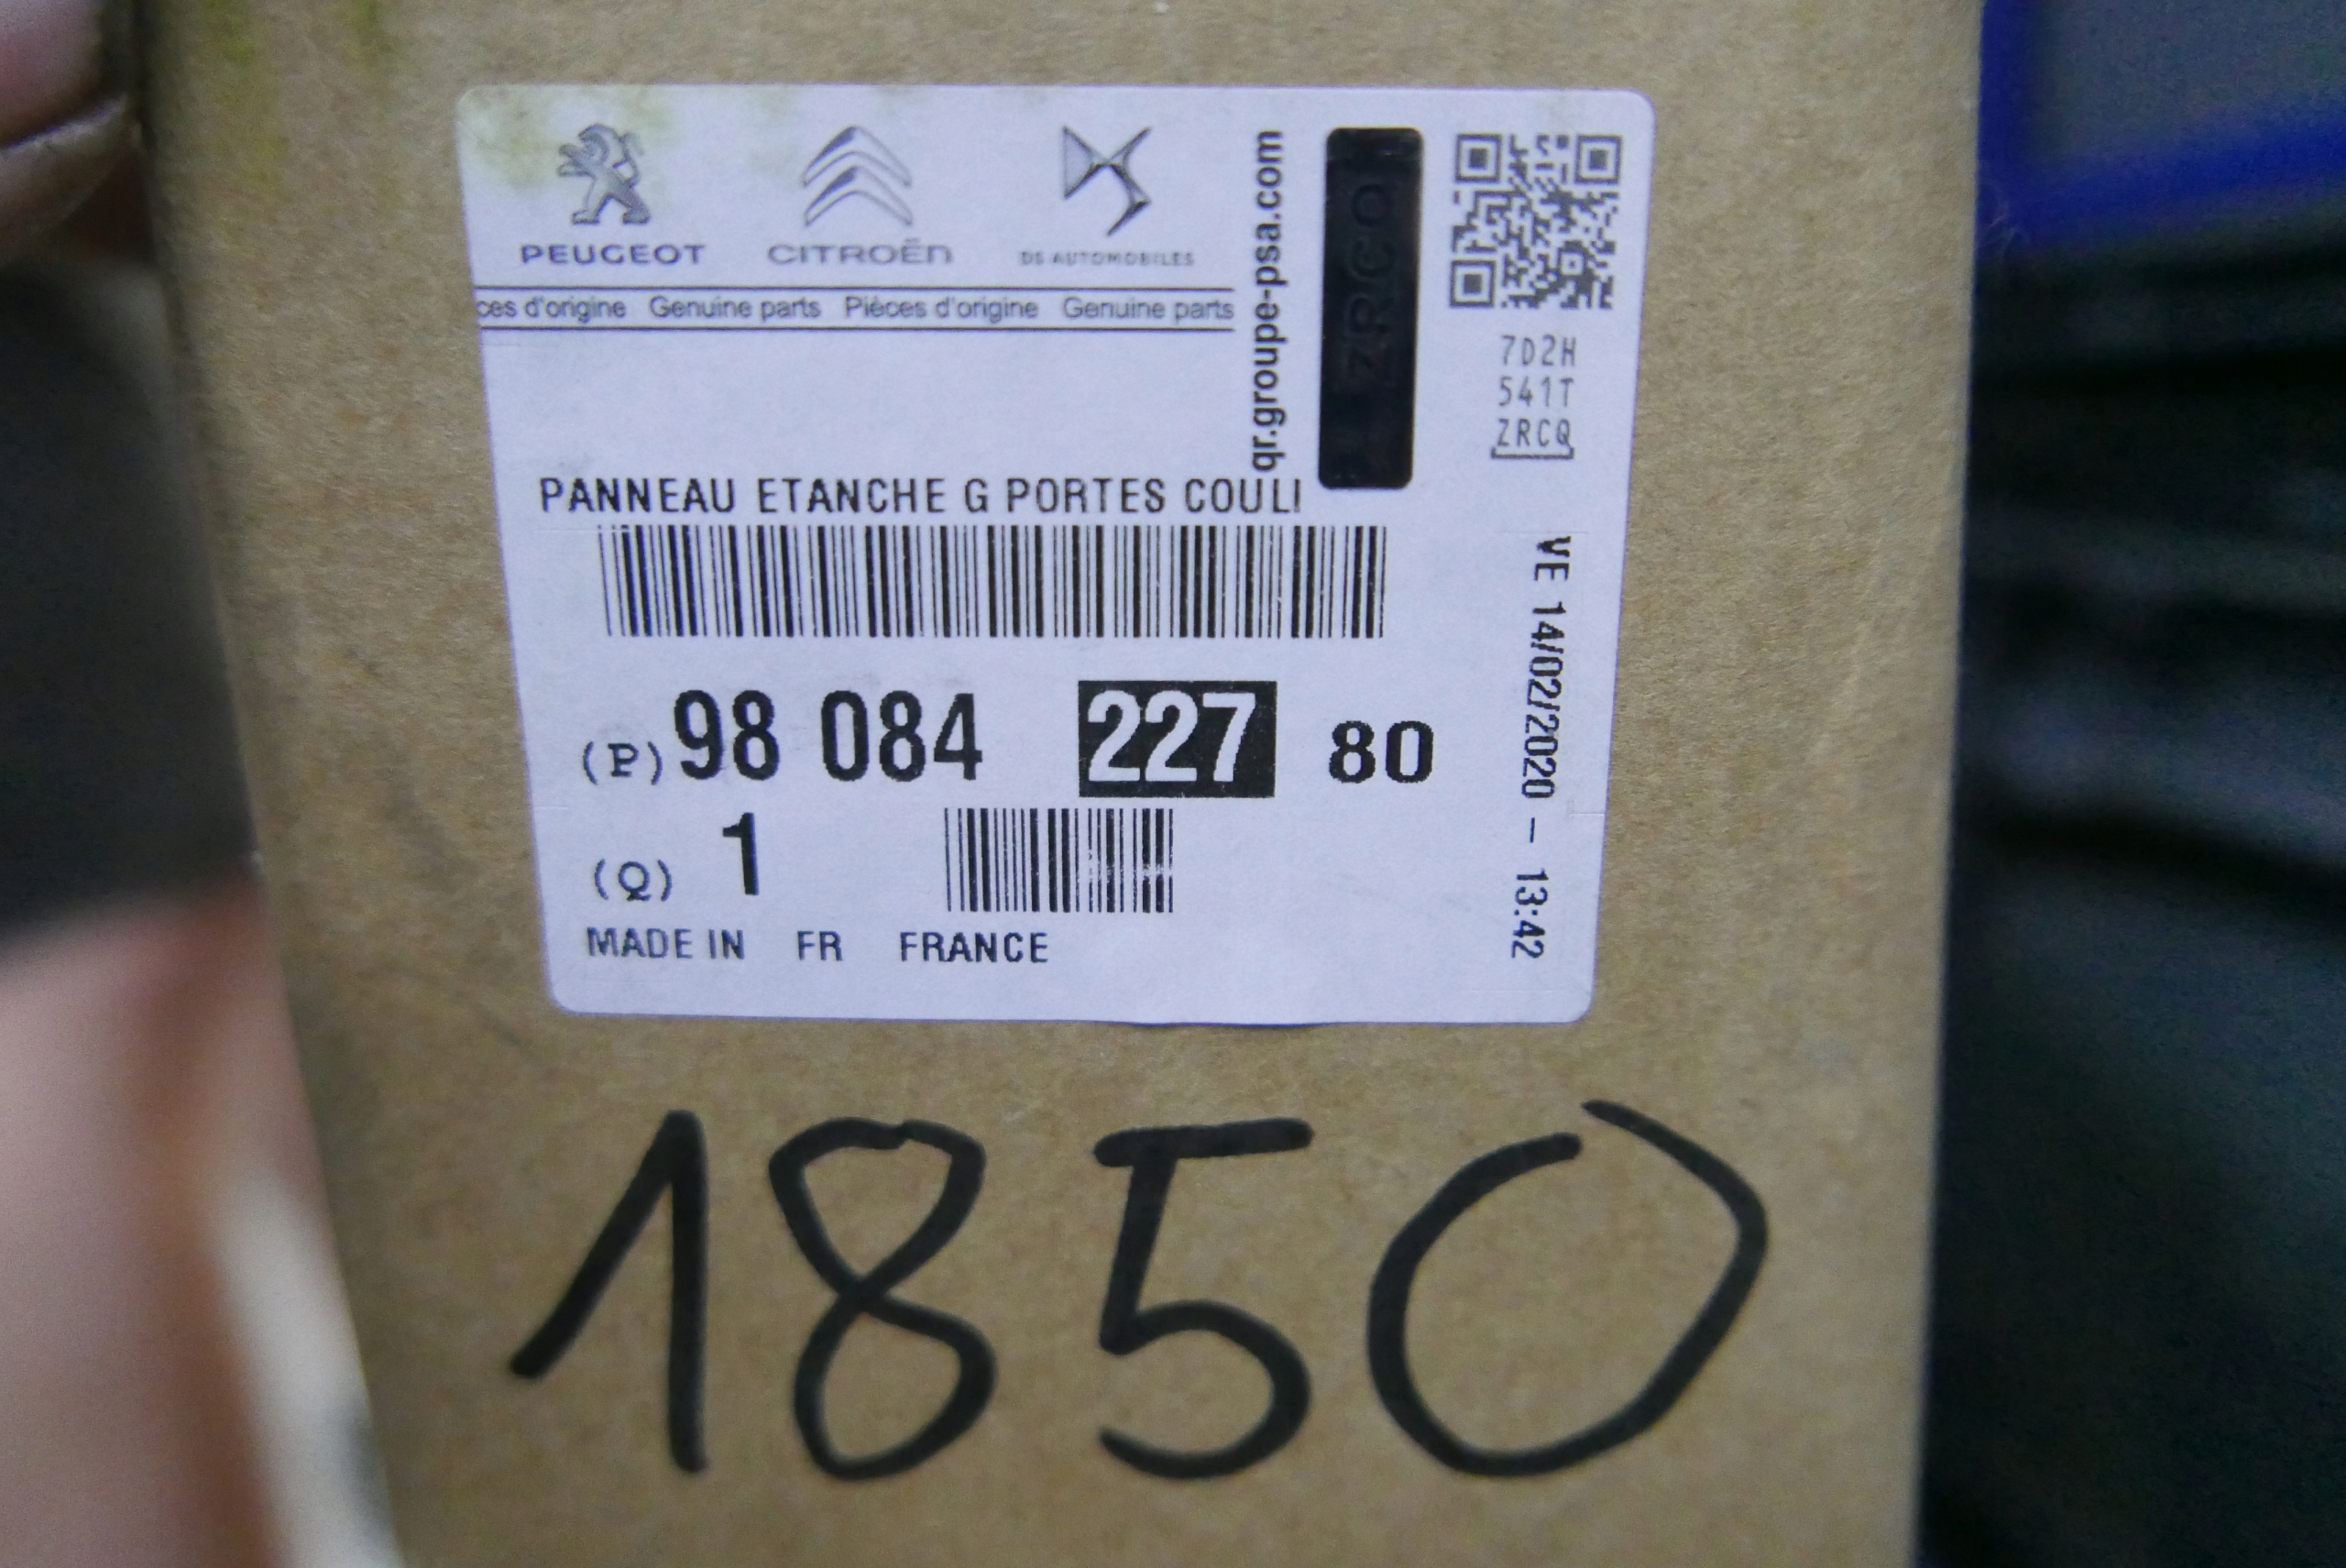 PEUGEOT CITROËN DS AUTOMOBILES
ces d'origine Genuine parts Pièces d'origine Genuine parts
qr.groupe-psa.com
ZRCQ
7D2H
541T
ZRCQ
PANNEAU ETANCHE G PORTES COULI
(P) 98 084 227 80
(Q) 1
MADE IN FR FRANCE
VE 14/02/2020 - 13:42
1850